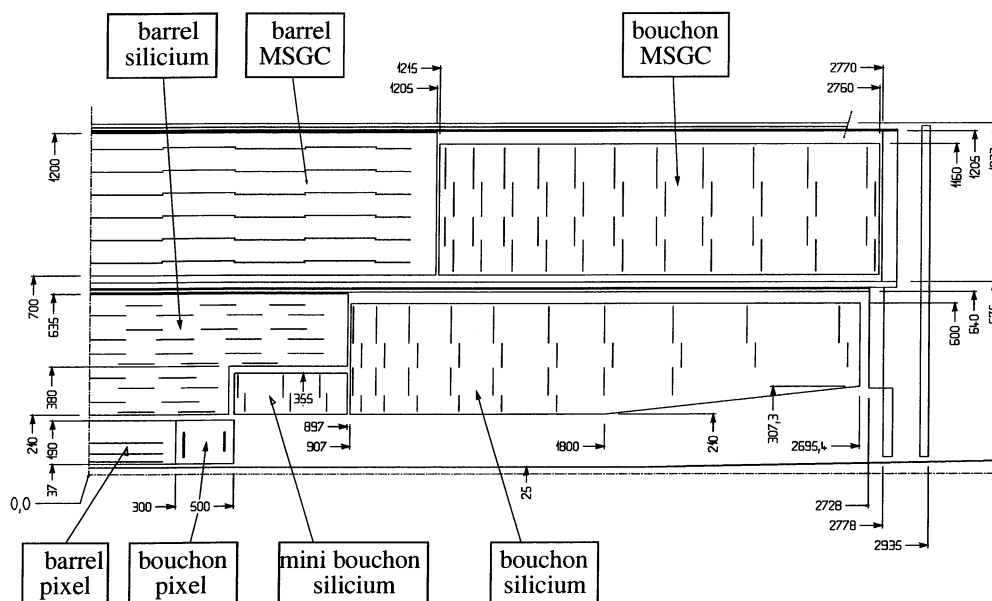 barrel
silicium
barrel
MSGC
bouchon
MSGC
1215
1205
2770
2760
1200
1160
1205
700
635
600
640
380
355
210
190
37
897
907
1800
210
307,3
2695,4
0,0
300
500
25
2728
2778
2935
barrel
pixel
bouchon
pixel
mini bouchon
silicium
bouchon
silicium